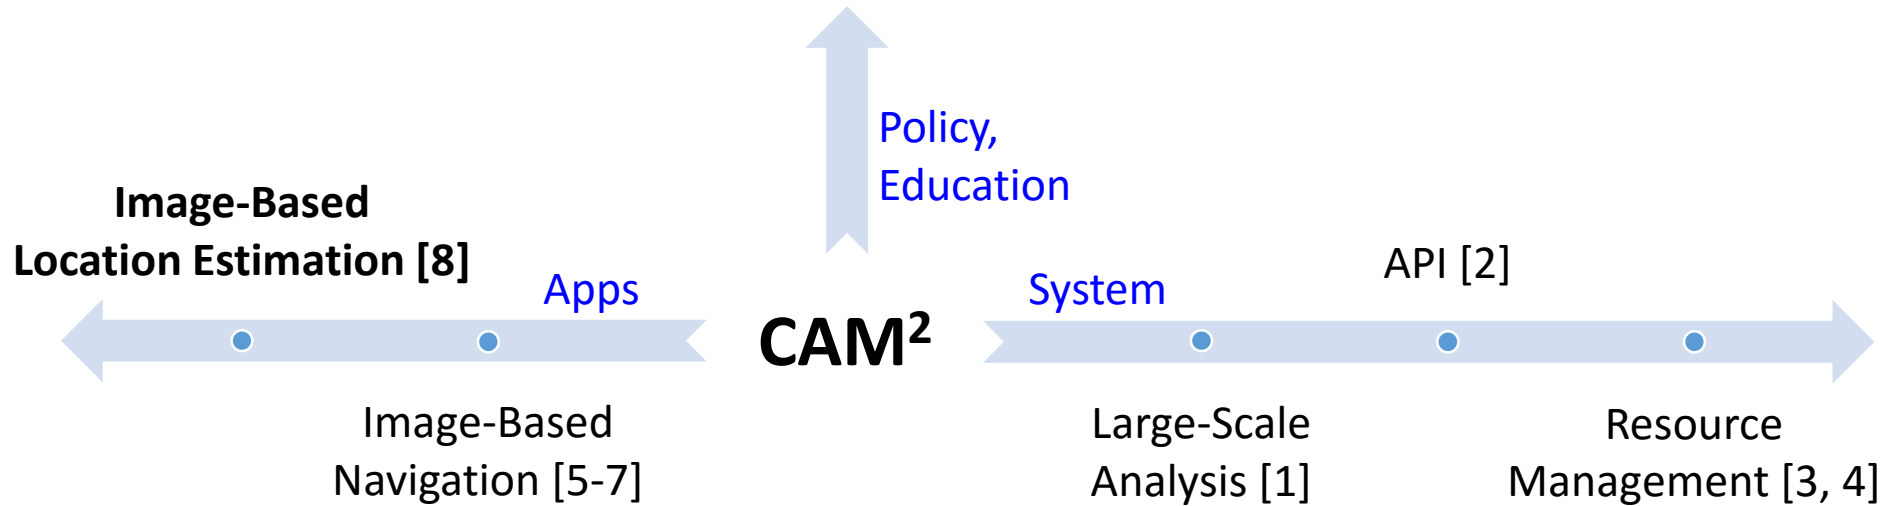 Policy,
Education
Image-Based
Location Estimation [8]
Apps
CAM²
System
API [2]
Image-Based
Navigation [5-7]
Large-Scale
Analysis [1]
Resource
Management [3, 4]